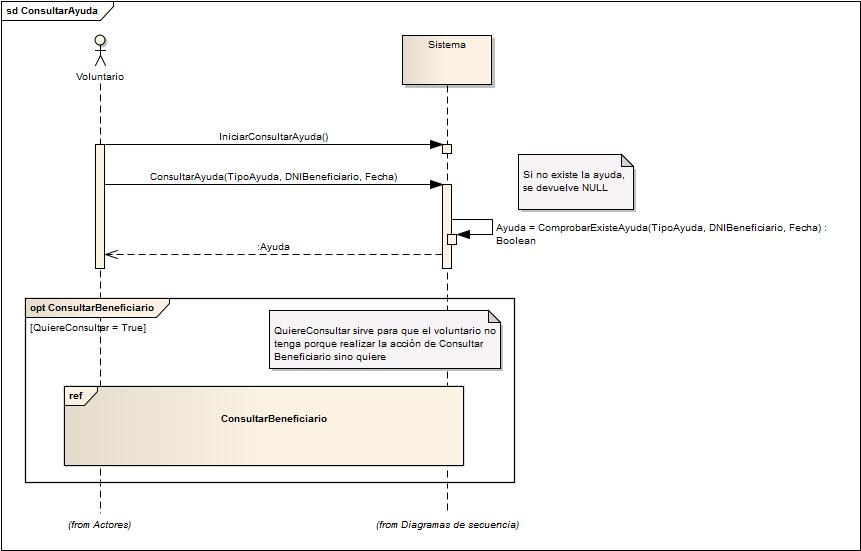 sd ConsultarAyuda
Voluntario
Sistema
IniciarConsultarAyuda()
ConsultarAyuda(TipoAyuda, DNIBeneficiario, Fecha)
Si no existe la ayuda,
se devuelve NULL
Ayuda = ComprobarExisteAyuda(TipoAyuda, DNIBeneficiario, Fecha) :
Boolean
:Ayuda
opt ConsultarBeneficiario
[QuiereConsultar = True]
QuiereConsultar sirve para que el voluntario no
tenga porque realizar la acción de Consultar
Beneficiario sino quiere
ref
ConsultarBeneficiario
(from Actores)
(from Diagramas de secuencia)